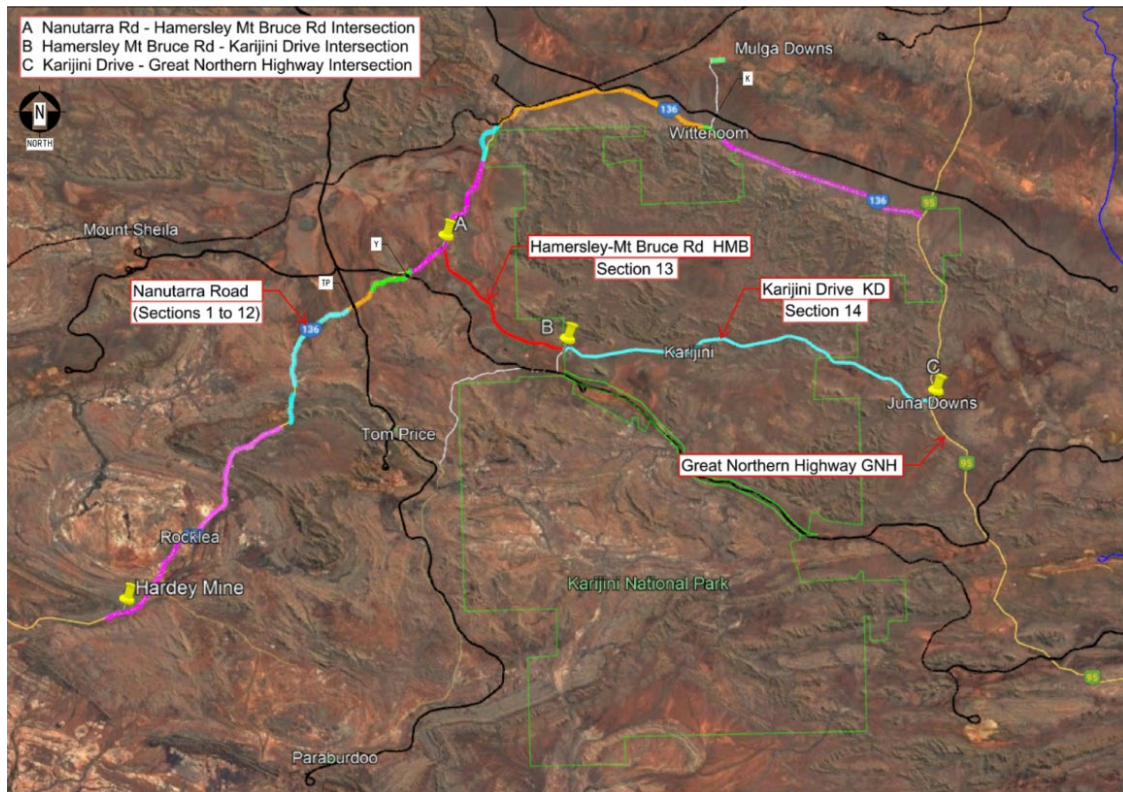 A Nanutarra Rd - Hamersley Mt Bruce Rd Intersection
B Hamersley Mt Bruce Rd - Karijini Drive Intersection
C Karijini Drive - Great Northern Highway Intersection
N
NORTH
Mulga Downs
K
136
Wittenoom
136
95
A
Mount Sheila
Y
TP
Hamersley-Mt Bruce Rd HMB
Section 13
Nanutarra Road
(Sections 1 to 12)
136
Karijini Drive KD
Section 14
B
Karijini
C
Juna Downs
Tom Price
Great Northern Highway GNH
95
Rocklea
Hardey Mine
Karijini National Park
95
Paraburdoo